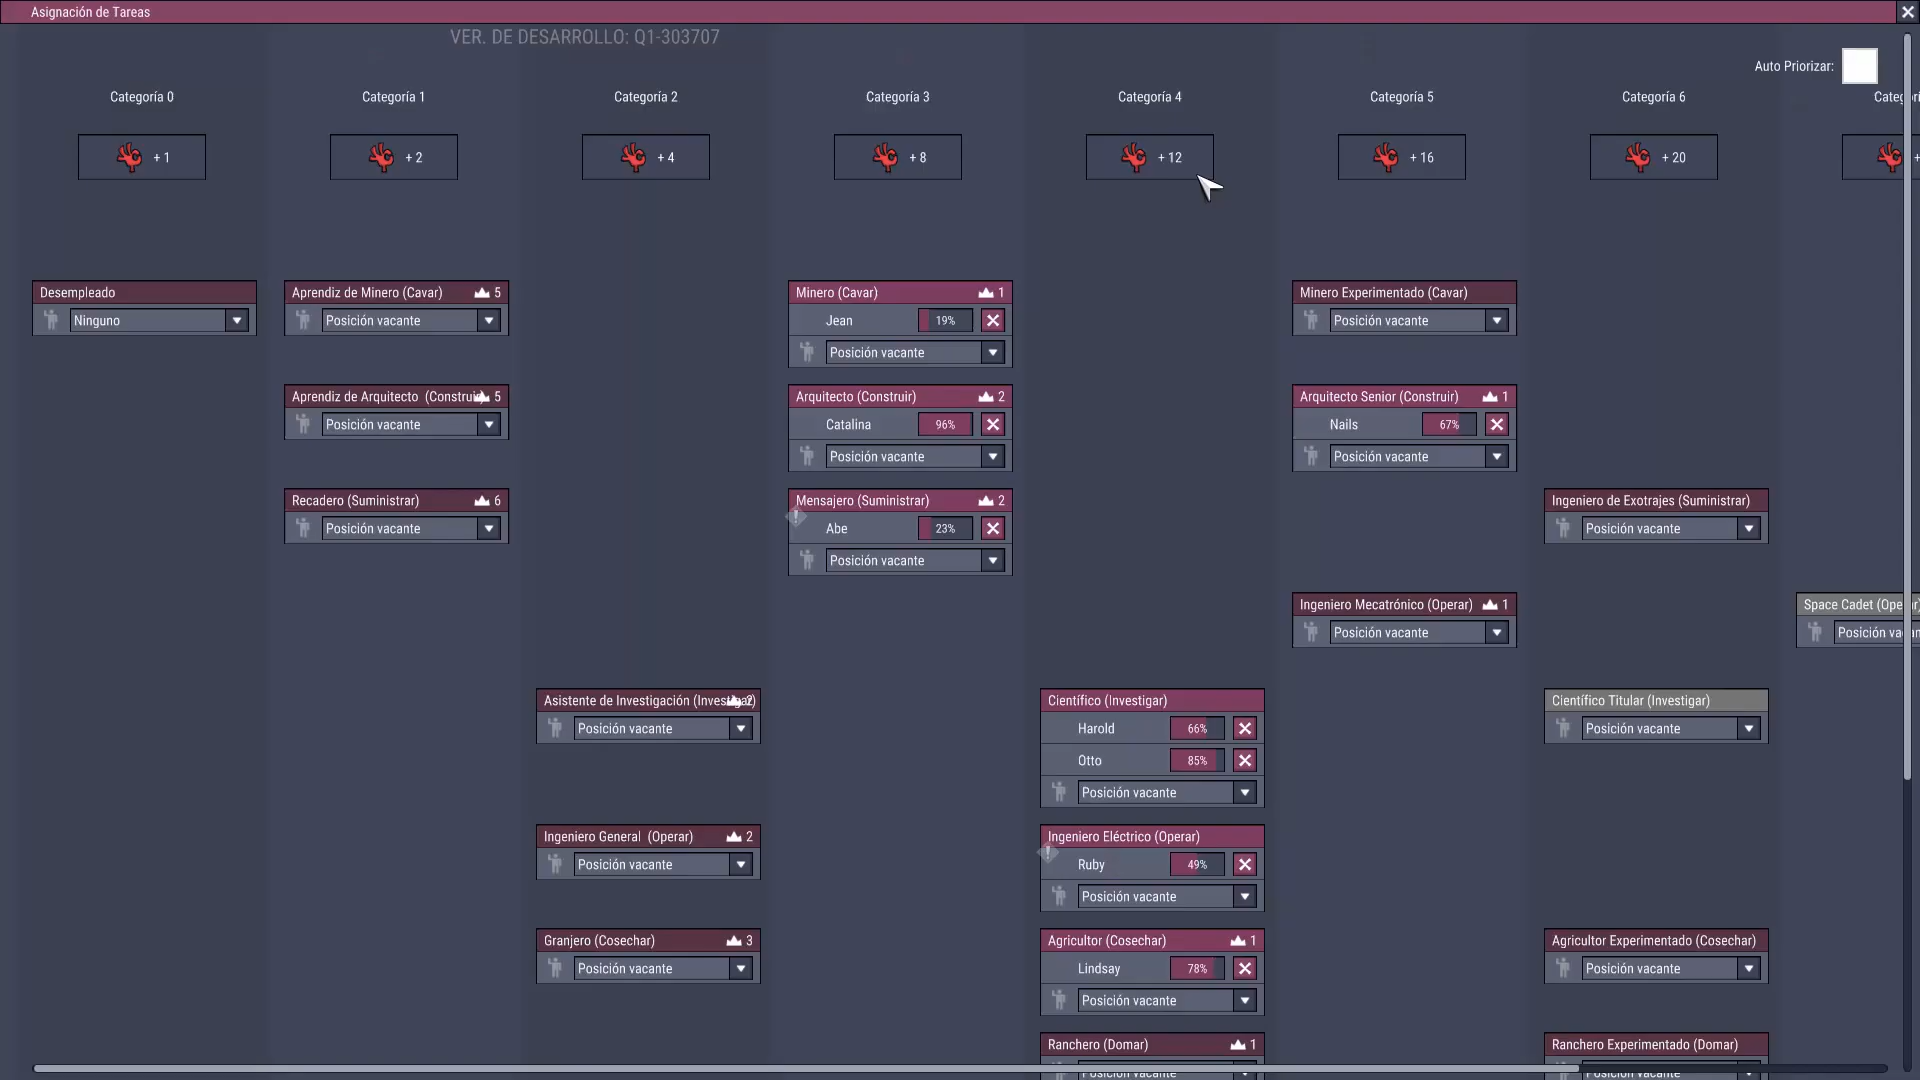 Asignación de Tareas
VER. DE DESARROLLO: Q1-303707
Auto Priorizar:
Categoría 0
Categoría 1
Categoría 2
Categoría 3
Categoría 4
Categoría 5
Categoría 6
+ 1
+ 2
+ 4
+ 8
+ 12
+ 16
+ 20
Desempleado
Ninguno
Aprendiz de Minero (Cavar) 5
Posición vacante
Minero (Cavar) 1
Jean 19%
Posición vacante
Minero Experimentado (Cavar)
Posición vacante
Aprendiz de Arquitecto (Construir) 5
Posición vacante
Arquitecto (Construir) 2
Catalina 96%
Posición vacante
Arquitecto Senior (Construir) 1
Nails 67%
Posición vacante
Recadero (Suministrar) 6
Posición vacante
Mensajero (Suministrar) 2
Abe 23%
Posición vacante
Ingeniero de Exotrajes (Suministrar)
Posición vacante
Ingeniero Mecatrónico (Operar) 1
Posición vacante
Space Cadet
Asistente de Investigación (Investigar) 2
Posición vacante
Científico (Investigar)
Harold 66%
Otto 85%
Posición vacante
Científico Titular (Investigar)
Posición vacante
Ingeniero General (Operar) 2
Posición vacante
Ingeniero Eléctrico (Operar)
Ruby 49%
Posición vacante
Granjero (Cosechar) 3
Posición vacante
Agricultor (Cosechar) 1
Lindsay 78%
Posición vacante
Agricultor Experimentado (Cosechar)
Posición vacante
Ranchero (Domar) 1
Ranchero Experimentado (Domar)